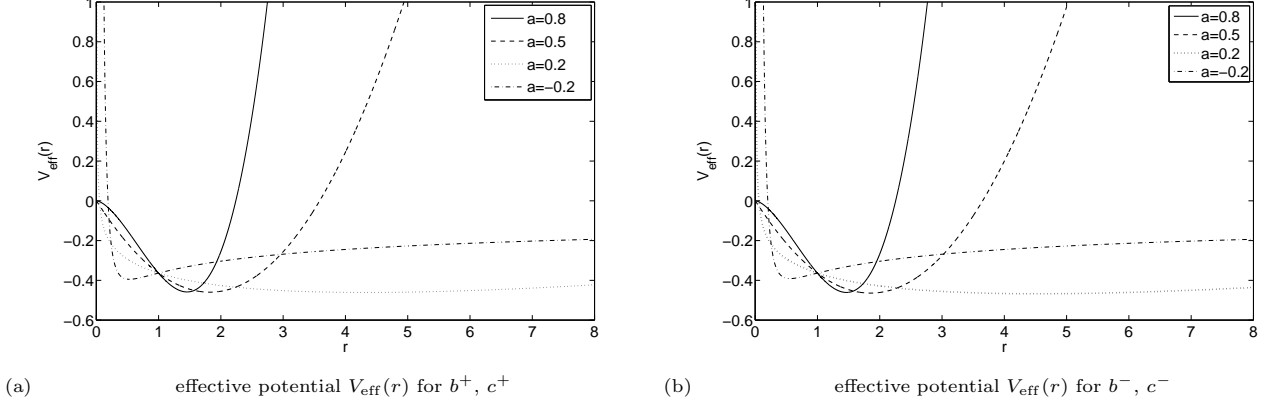 1
0.8
0.6
0.4
0.2
0
−0.2
−0.4
−0.6
0 1 2 3 4 5 6 7 8
r
V_eff(r)
a=0.8
a=0.5
a=0.2
a=−0.2
1
0.8
0.6
0.4
0.2
0
−0.2
−0.4
−0.6
0 1 2 3 4 5 6 7 8
r
V_eff(r)
a=0.8
a=0.5
a=0.2
a=−0.2
(a) effective potential V_eff(r) for b⁺, c⁺
(b) effective potential V_eff(r) for b⁻, c⁻